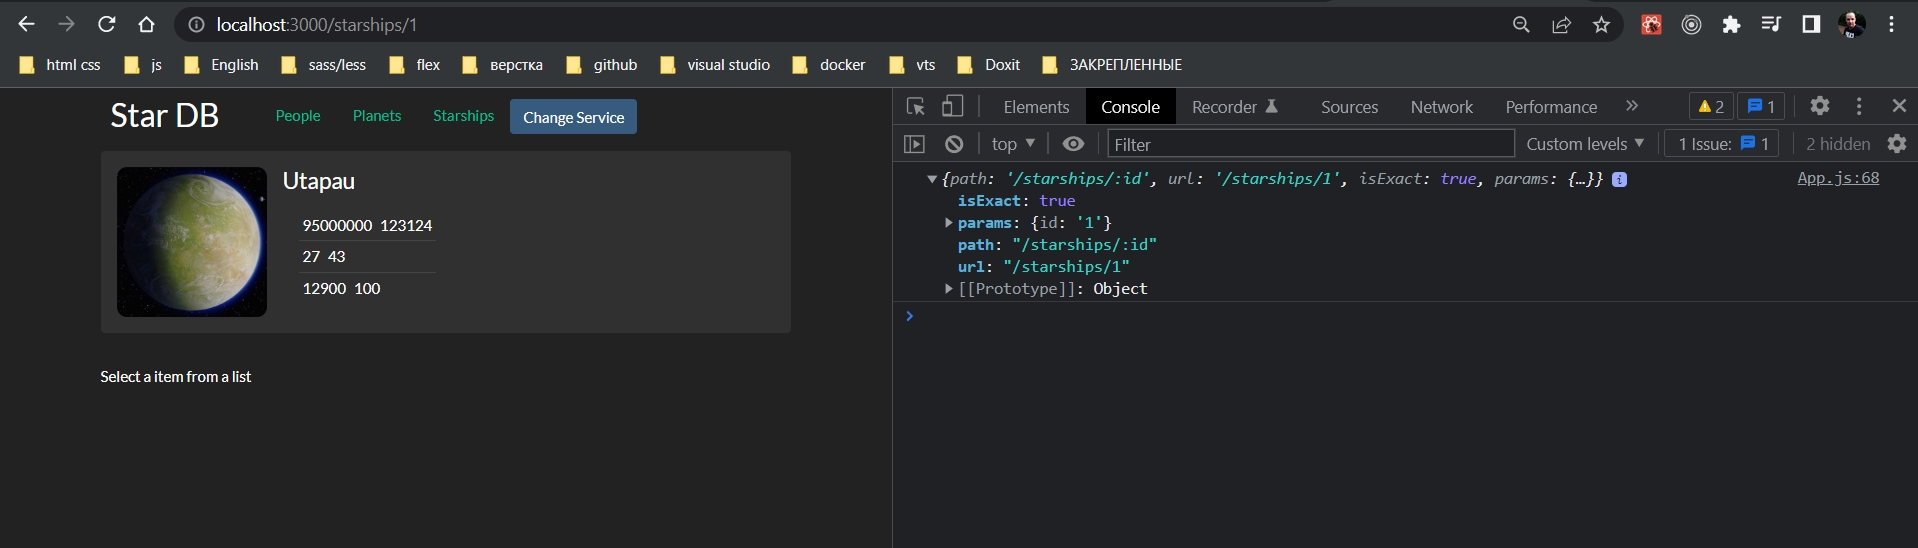 localhost:3000/starships/1
html css js English sass/less flex верстка github visual studio docker vts Doxit ЗАКРЕПЛЕННЫЕ
Star DB People Planets Starships Change Service
Utapau
95000000 123124
27 43
12900 100
Select a item from a list
Elements Console Recorder Sources Network Performance » 2 1
top Filter Custom levels 1 Issue: 1 2 hidden
{path: '/starships/:id', url: '/starships/1', isExact: true, params: {…}} i App.js:68
isExact: true
params: {id: '1'}
path: "/starships/:id"
url: "/starships/1"
[[Prototype]]: Object